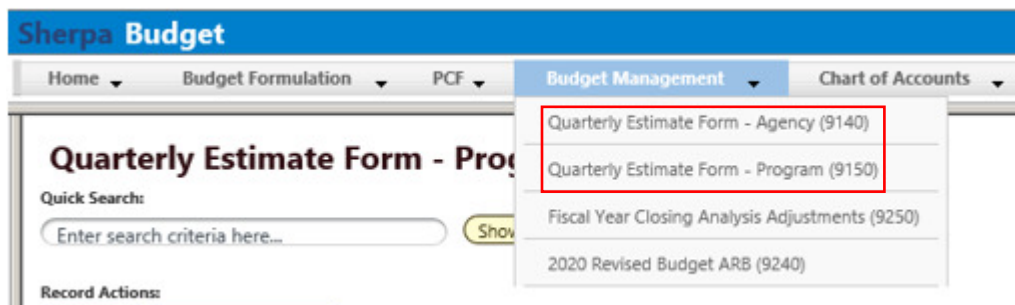 Sherpa Budget
Home Budget Formulation PCF Budget Management Chart of Accounts
Quarterly Estimate Form - Agency (9140)
Quarterly Estimate Form - Prog
Quarterly Estimate Form - Program (9150)
Quick Search:
Enter search criteria here... Show
Fiscal Year Closing Analysis Adjustments (9250)
2020 Revised Budget ARB (9240)
Record Actions: